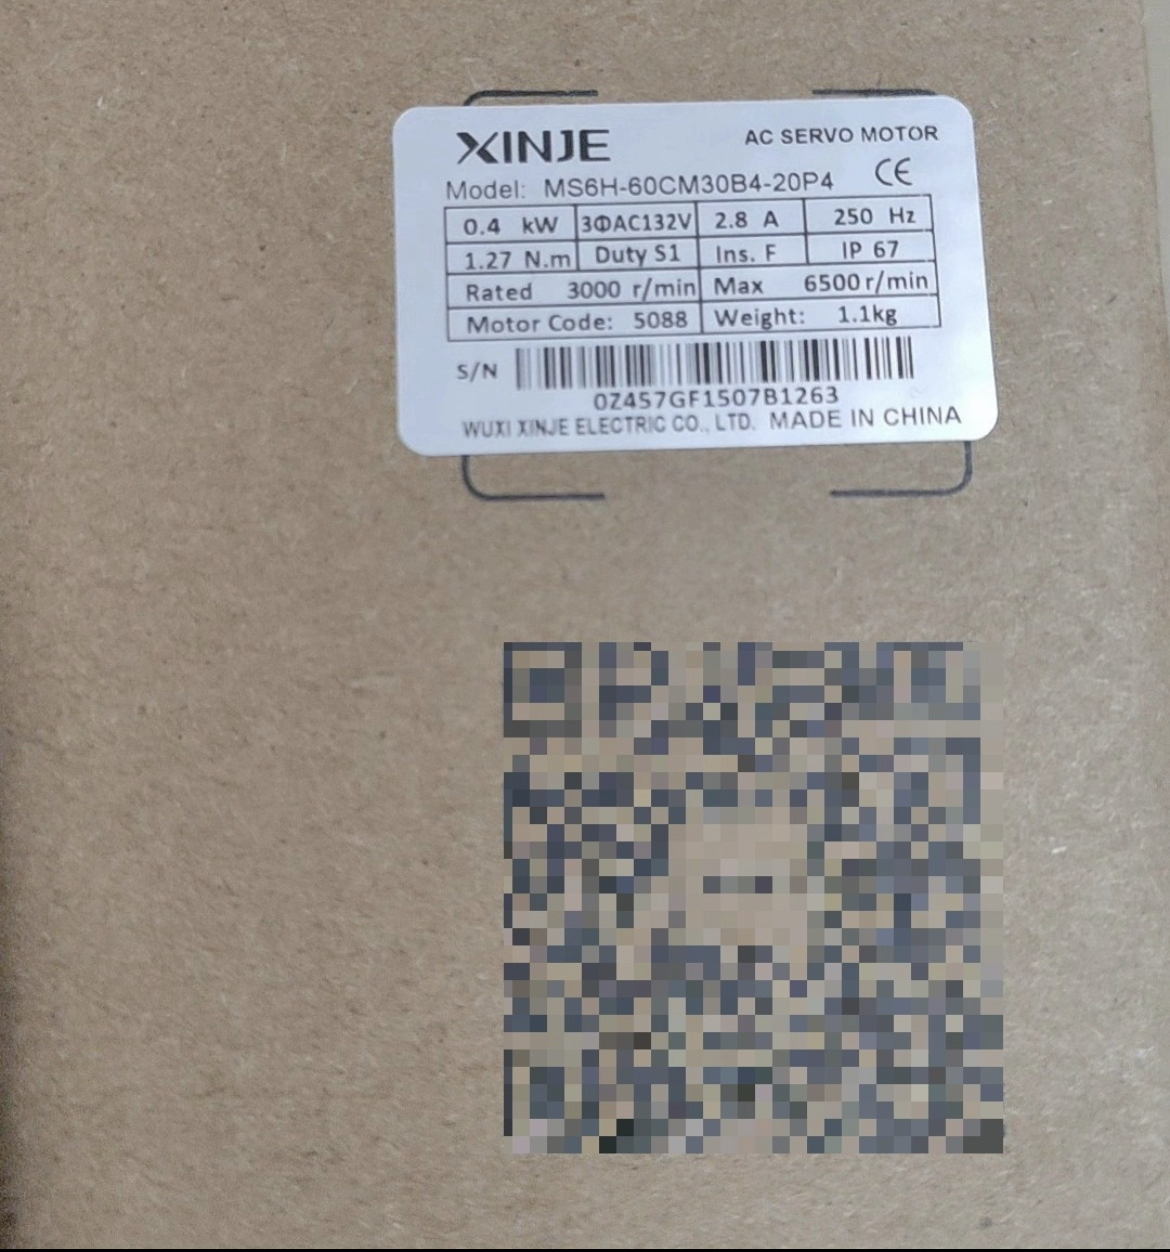 XINJE AC SERVO MOTOR
Model: MS6H-60CM30B4-20P4 CE
0.4 kW 3ΦAC132V 2.8 A 250 Hz
1.27 N.m Duty S1 Ins. F IP 67
Rated 3000 r/min Max 6500 r/min
Motor Code: 5088 Weight: 1.1kg
S/N
0Z457GF1507B1263
WUXI XINJE ELECTRIC CO., LTD. MADE IN CHINA